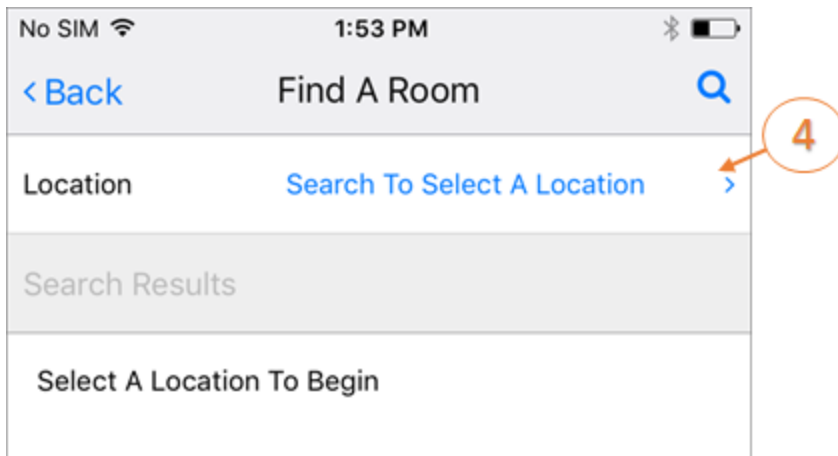 No SIM 1:53 PM
< Back Find A Room
4
Location Search To Select A Location >
Search Results
Select A Location To Begin